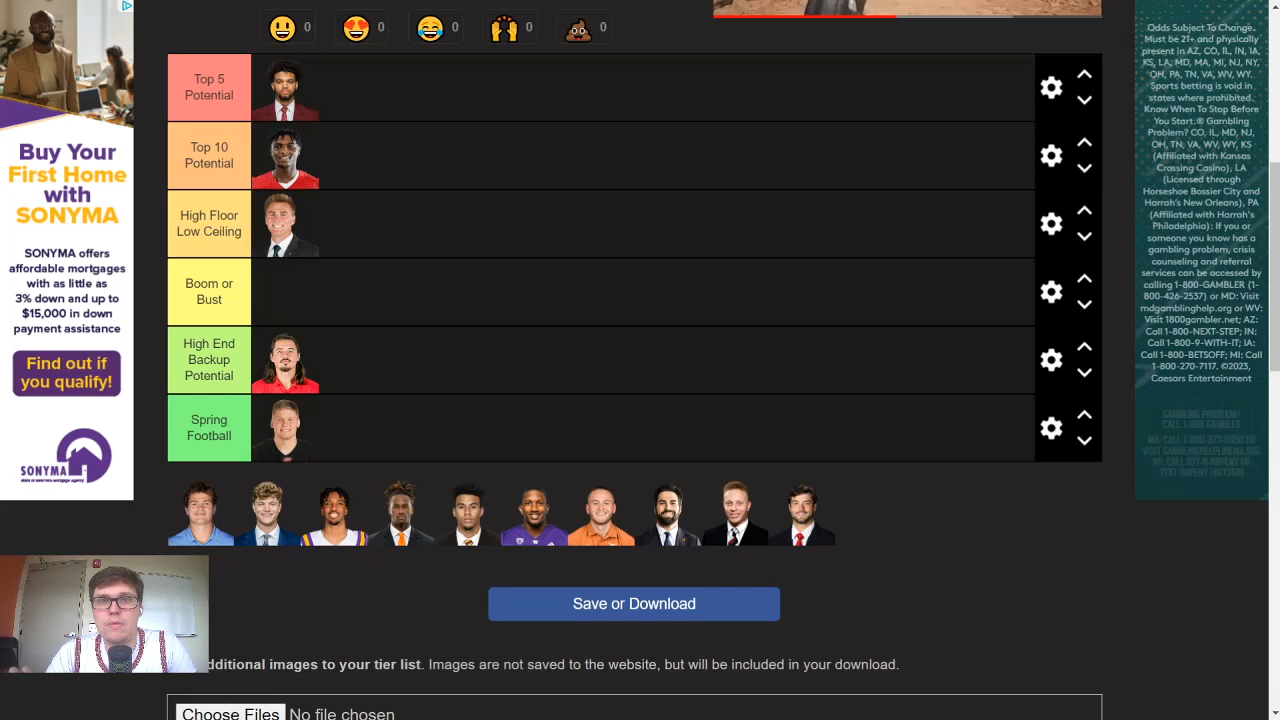 0
0
0
0
0
Top 5
Potential
Top 10
Potential
High Floor
Low Ceiling
Boom or
Bust
High End
Backup
Potential
Spring
Football
Buy Your
First Home
with
SONYMA
SONYMA offers
affordable mortgages
with as little as
3% down and up to
$15,000 in down
payment assistance
Find out if
you qualify!
SONYMA
Save or Download
dditional images to your tier list. Images are not saved to the website, but will be included in your download.
Choose Files No file chosen
Odds Subject To Change.
Must be 21+ and physically
present in AZ, CO, IL, IN, IA,
KS, LA, MD, MA, MI, NJ, NY,
OH, PA, TN, VA, WV, WY.
Sports betting is void in
states where prohibited.
Know When To Stop Before
You Start.® Gambling
Problem? CO, IL, MD, NJ,
OH, TN, VA, WV, WY, KS
(Affiliated with Kansas
Crossing Casino), LA
(Licensed through
Horseshoe Bossier City and
Harrah's New Orleans), PA
(Affiliated with Harrah's
Philadelphia): If you or
someone you know has a
gambling problem, crisis
counseling and referral
services can be accessed by
calling 1-800-GAMBLER (1-
800-426-2537) or MD: Visit
mdgamblinghelp.org or WV:
Visit 1800gambler.net; AZ:
Call 1-800-NEXT-STEP; IN:
Call 1-800-9-WITH-IT; IA:
Call 1-800-BETSOFF; MI: Call
1-800-270-7117. ©2023,
Caesars Entertainment